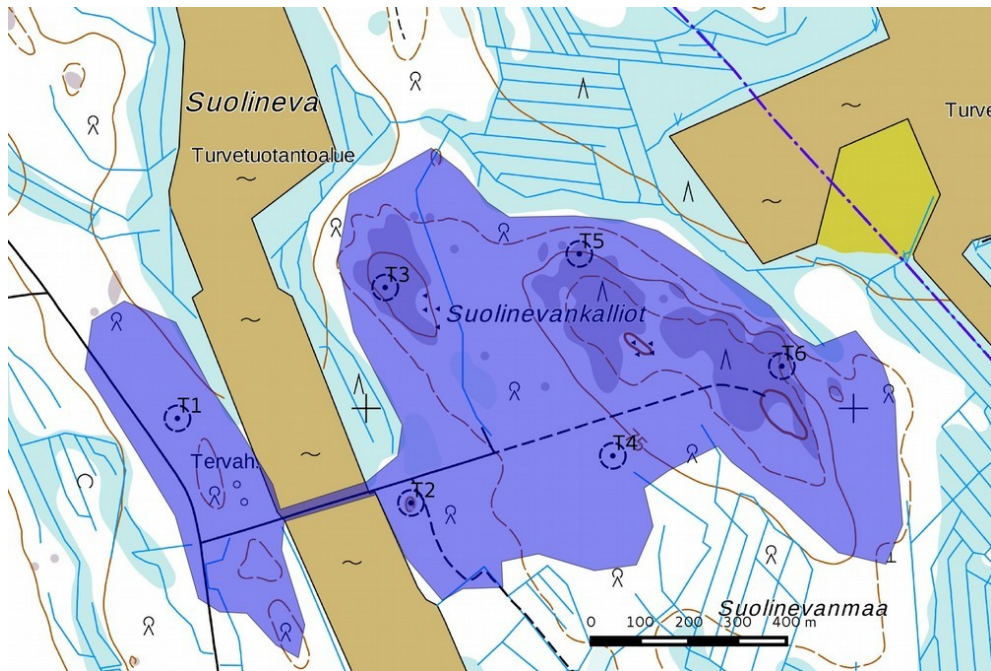 Suolineva
Turve
Turvetuotantoalue
T5
T3
Suolinevankalliot
T6
T1
T4
Tervah.
T2
Suolinevanmaa
0 100 200 300 400 m